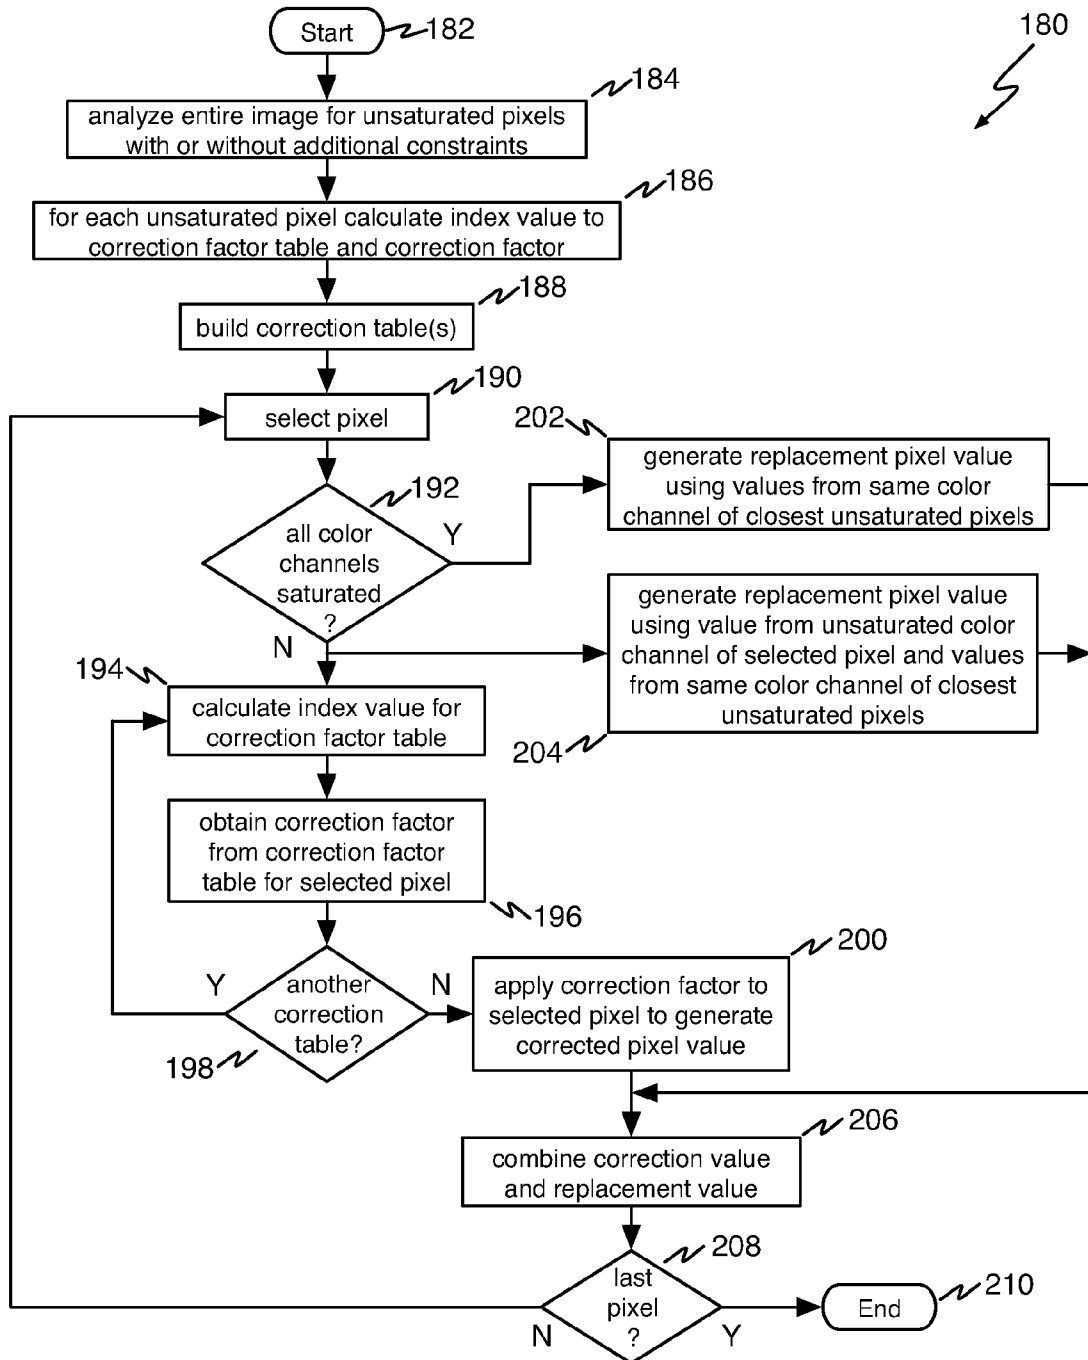 Start
182
180
184
analyze entire image for unsaturated pixels
with or without additional constraints
186
for each unsaturated pixel calculate index value to
correction factor table and correction factor
188
build correction table(s)
190
select pixel
202
generate replacement pixel value
using values from same color
channel of closest unsaturated pixels
192
all color
channels
saturated
?
Y
N
generate replacement pixel value
using value from unsaturated color
channel of selected pixel and values
from same color channel of closest
unsaturated pixels
204
194
calculate index value for
correction factor table
obtain correction factor
from correction factor
table for selected pixel
196
Y
another
correction
table?
N
198
200
apply correction factor to
selected pixel to generate
corrected pixel value
206
combine correction value
and replacement value
208
last
pixel
?
N
Y
End
210